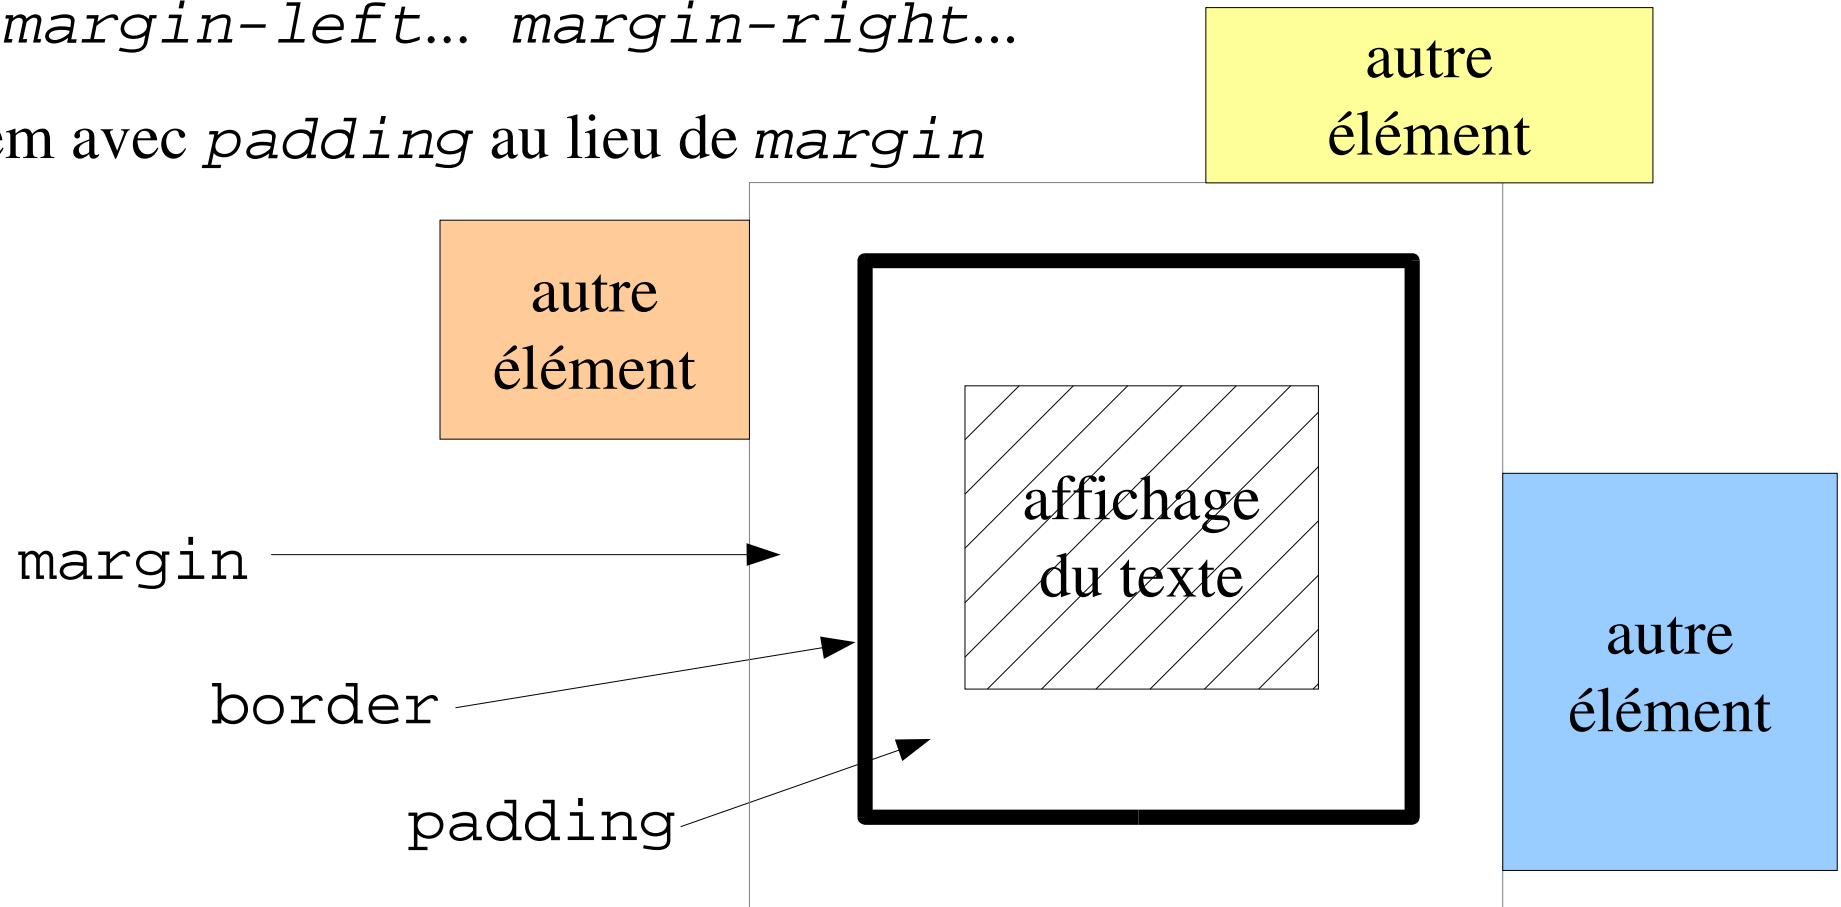 margin-left... margin-right...
em avec padding au lieu de margin
autre
élément
autre
élément
affichage
du texte
margin
border
padding
autre
élément